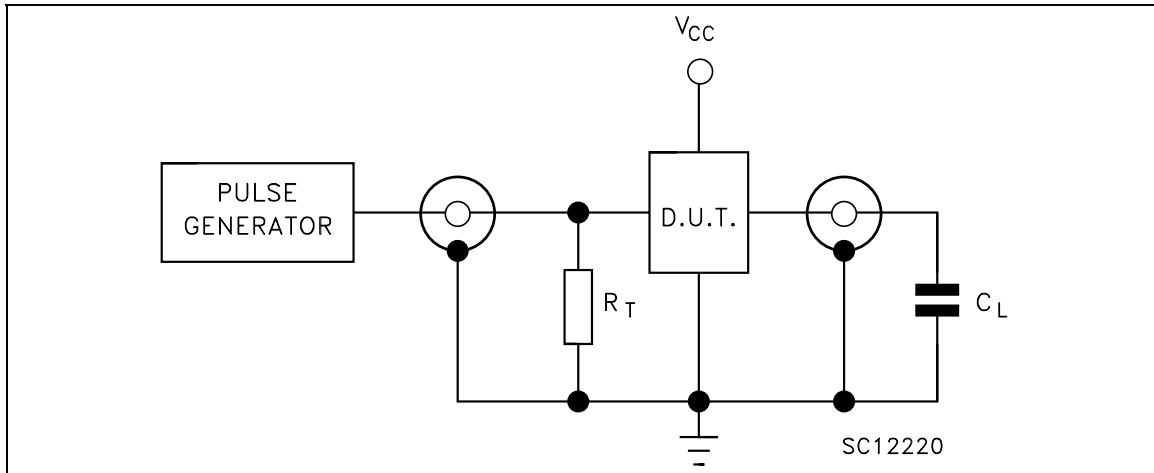 VCC
PULSE
GENERATOR
D.U.T.
RT
CL
SC12220